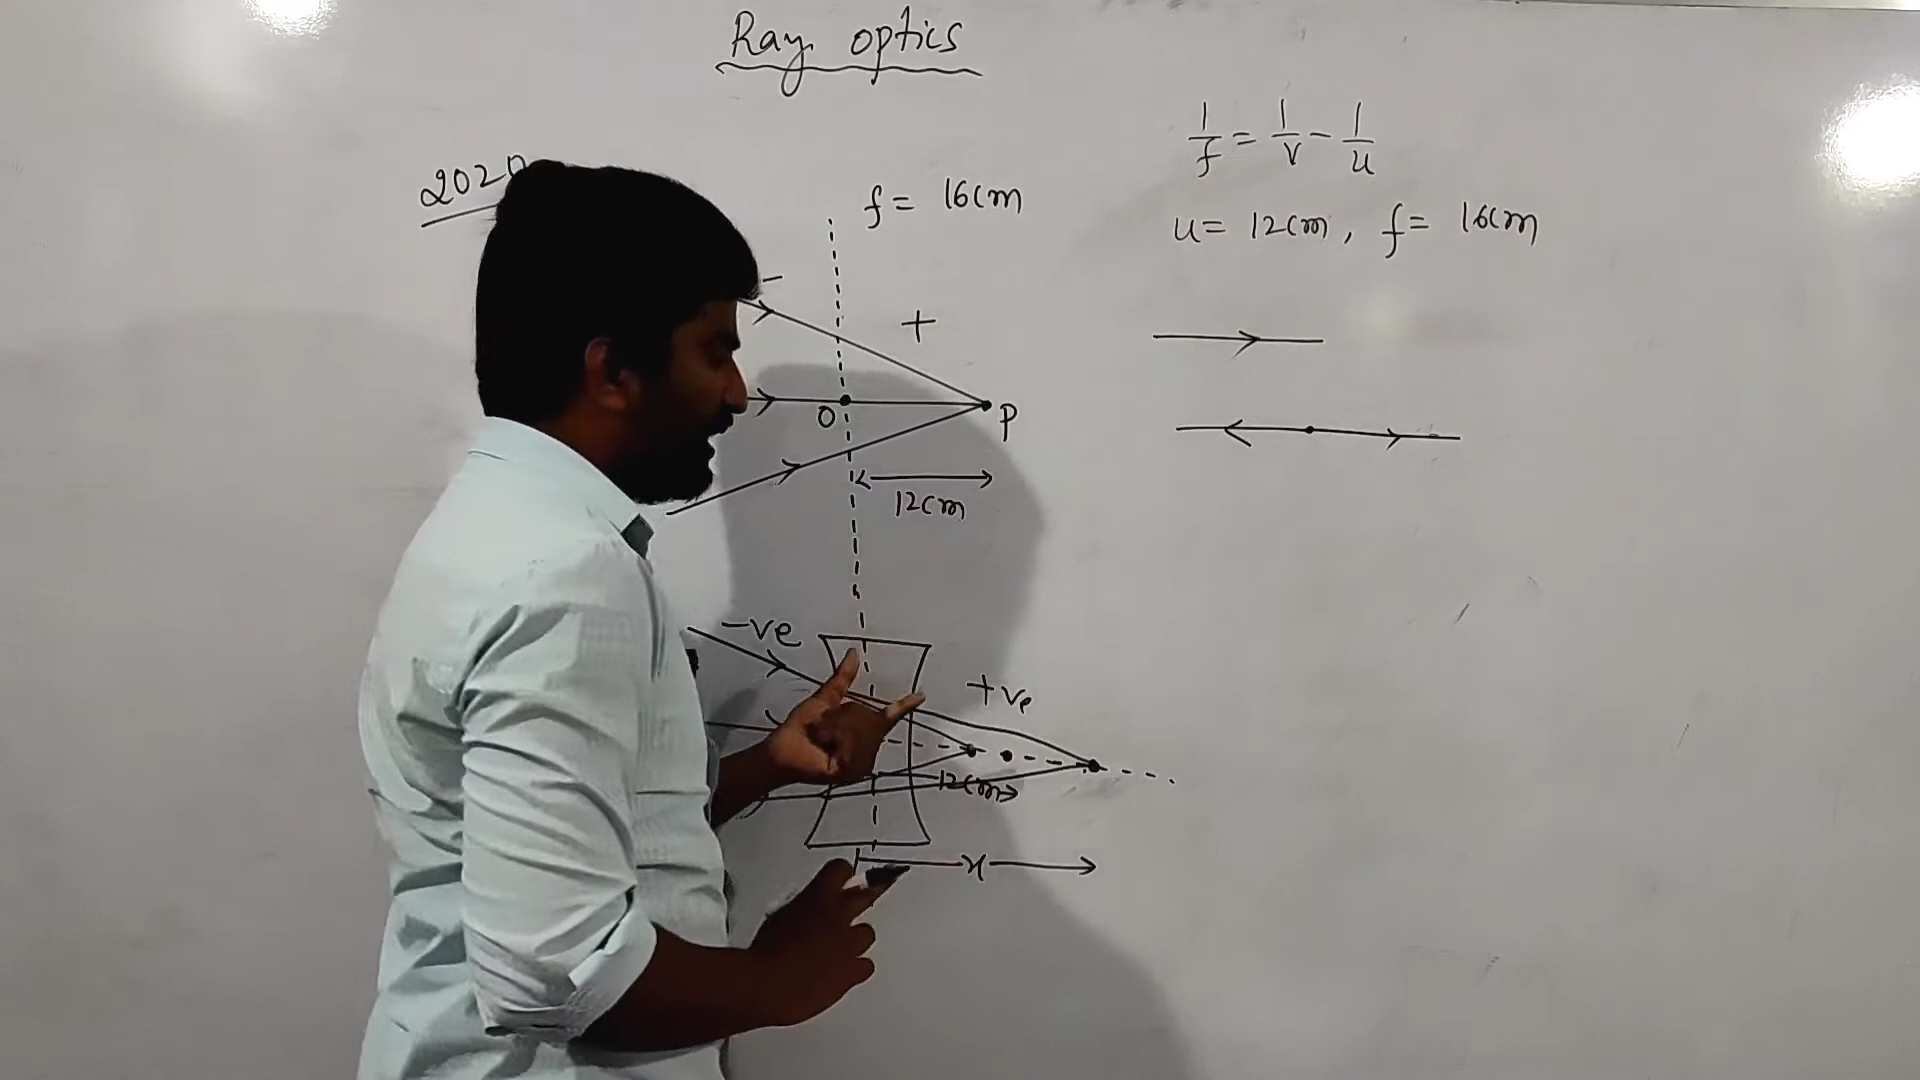 Ray optics
2020
f = 16cm
1/f = 1/v - 1/u
u = 12cm, f = 16cm
-
+
O
P
12cm
-ve
+ve
12cm
x